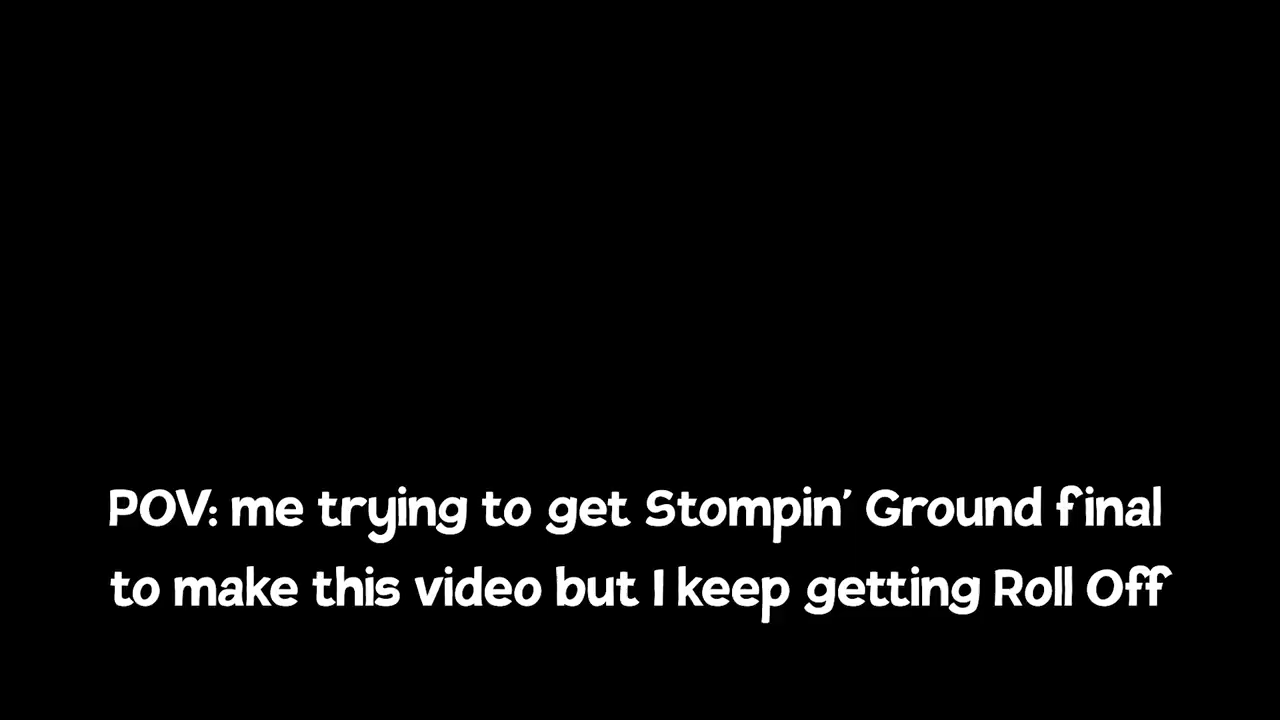 POV: me trying to get Stompin' Ground final
to make this video but I keep getting Roll Off